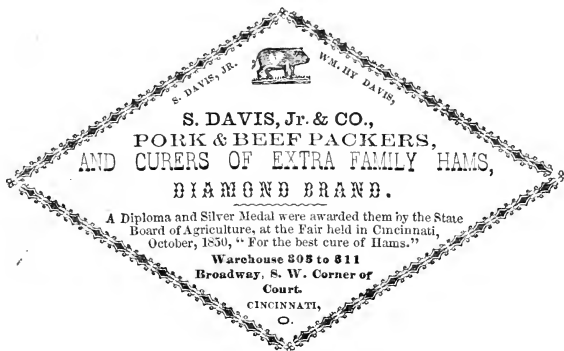 S. DAVIS, JR. WM. HY DAVIS,
S. DAVIS, Jr. & CO.,
PORK & BEEF PACKERS,
AND CURERS OF EXTRA FAMILY HAMS,
DIAMOND BRAND.
A Diploma and Silver Medal were awarded them by the State
Board of Agriculture, at the Fair held in Cincinnati,
October, 1850, “ For the best cure of Hams.”
Warehouse 305 to 311
Broadway, S. W. Corner of
Court.
CINCINNATI,
O.